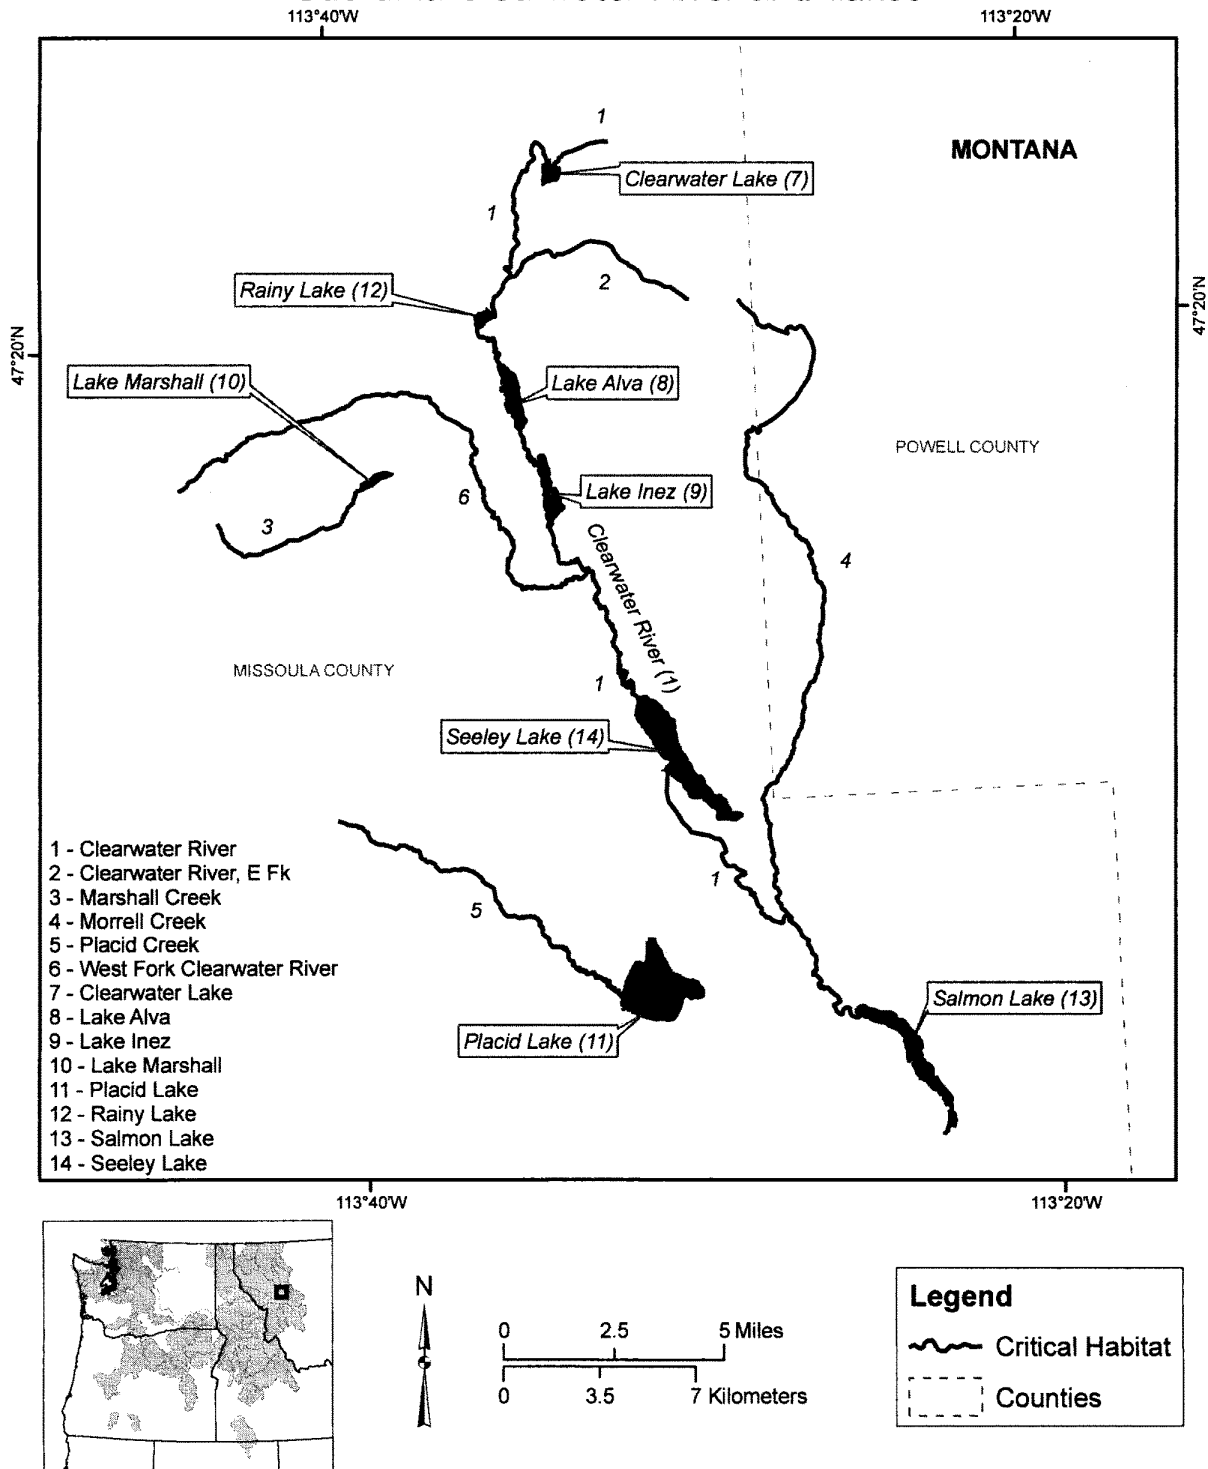 113°40'W
113°20'W
1
MONTANA
Clearwater Lake (7)
1
2
Rainy Lake (12)
47°20'N
47°20'N
Lake Marshall (10)
Lake Alva (8)
POWELL COUNTY
Lake Inez (9)
6
3
Clearwater River (1)
4
MISSOULA COUNTY
1
Seeley Lake (14)
1 - Clearwater River
2 - Clearwater River, E Fk
3 - Marshall Creek
4 - Morrell Creek
5 - Placid Creek
6 - West Fork Clearwater River
7 - Clearwater Lake
8 - Lake Alva
9 - Lake Inez
10 - Lake Marshall
11 - Placid Lake
12 - Rainy Lake
13 - Salmon Lake
14 - Seeley Lake
1
5
Salmon Lake (13)
Placid Lake (11)
113°40'W
113°20'W
N
0 2.5 5 Miles
0 3.5 7 Kilometers
Legend
Critical Habitat
Counties